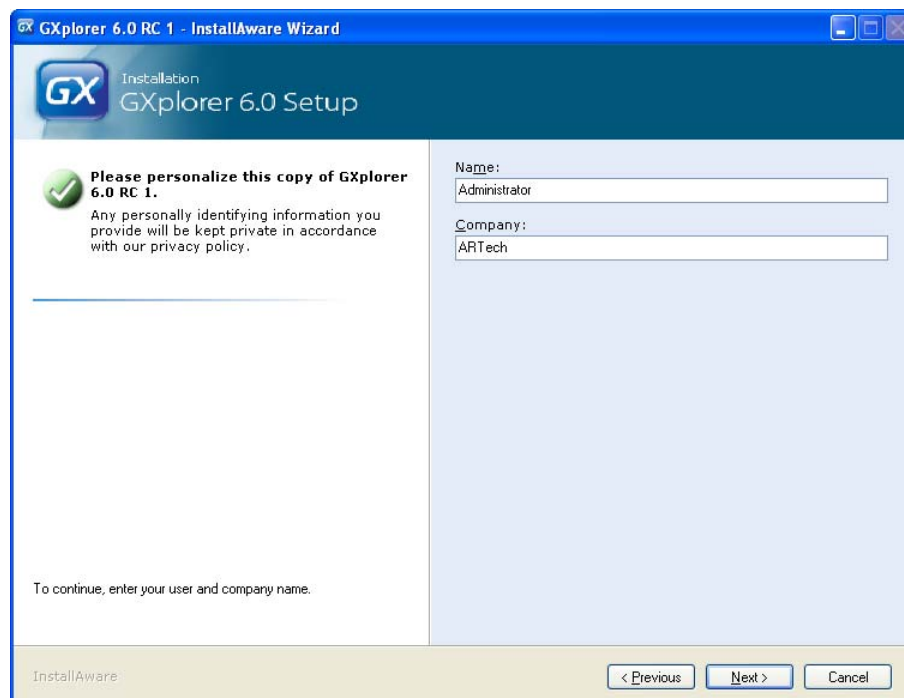 GXplorer 6.0 RC 1 - InstallAware Wizard
GX
Installation
GXplorer 6.0 Setup
Please personalize this copy of GXplorer
6.0 RC 1.
Any personally identifying information you
provide will be kept private in accordance
with our privacy policy.
To continue, enter your user and company name.
Name:
Administrator
Company:
ARTech
InstallAware
< Previous
Next >
Cancel